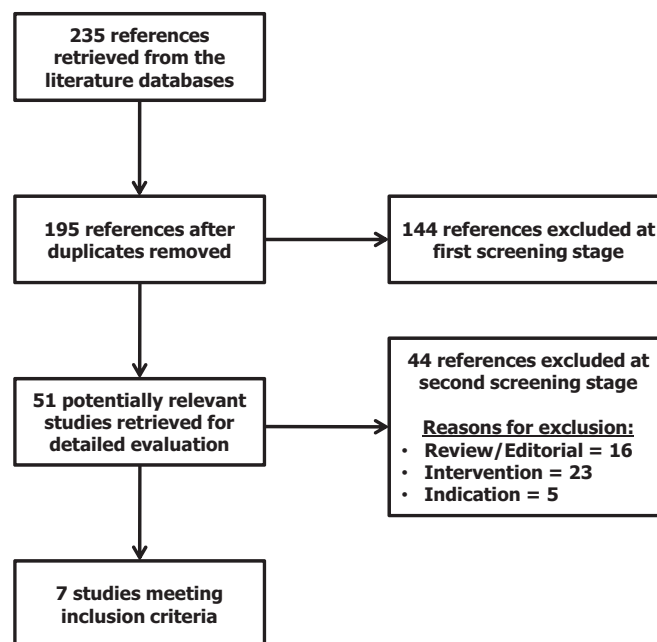 235 references
retrieved from the
literature databases
195 references after
duplicates removed
144 references excluded at
first screening stage
51 potentially relevant
studies retrieved for
detailed evaluation
44 references excluded at
second screening stage
Reasons for exclusion:
• Review/Editorial = 16
• Intervention = 23
• Indication = 5
7 studies meeting
inclusion criteria